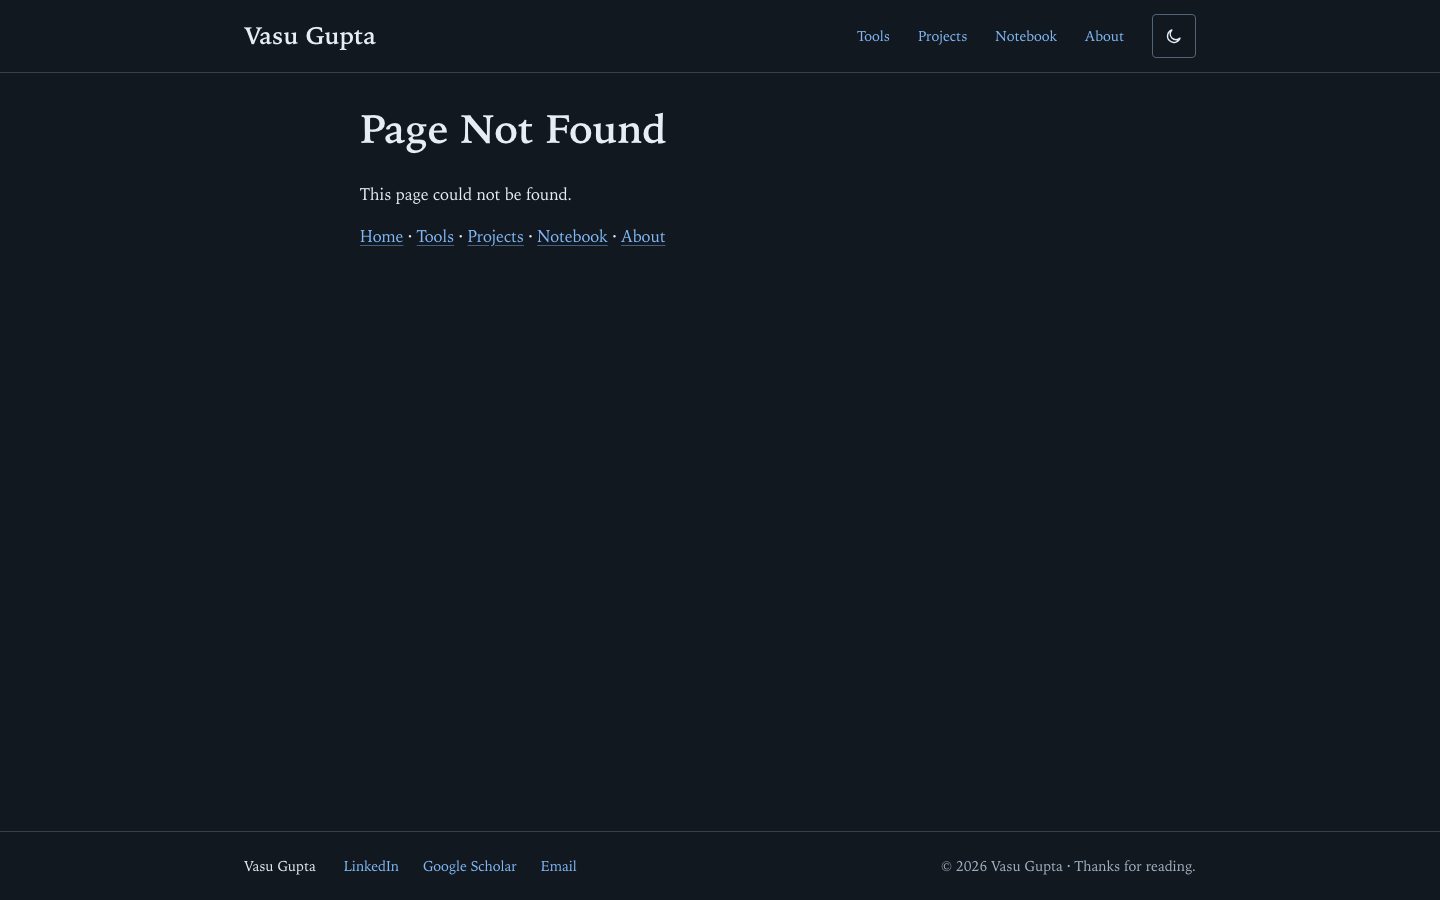 Vasu Gupta
Tools Projects Notebook About
Page Not Found
This page could not be found.
Home · Tools · Projects · Notebook · About
Vasu Gupta LinkedIn Google Scholar Email
© 2026 Vasu Gupta · Thanks for reading.